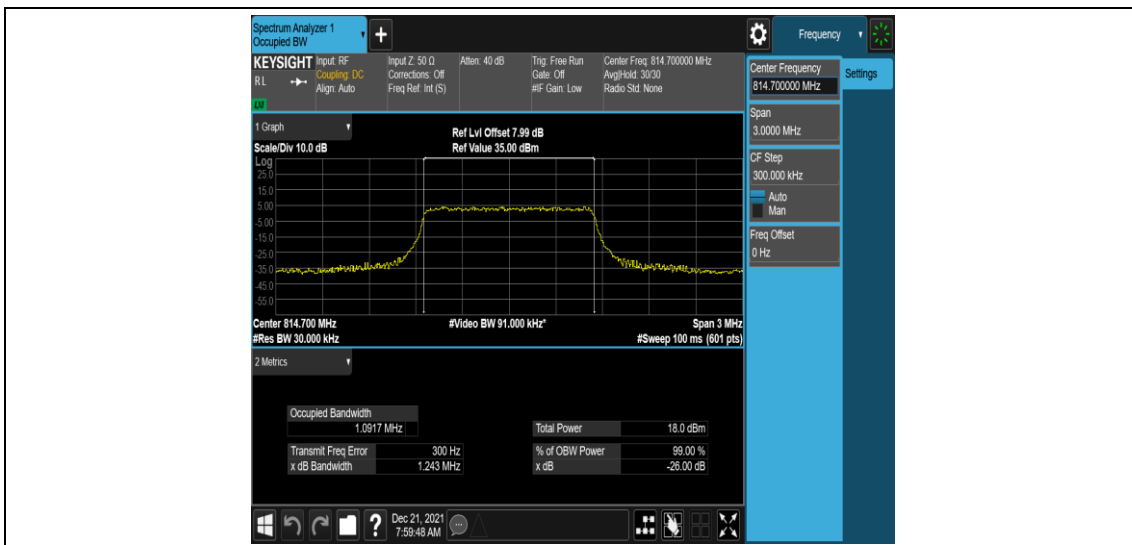 Spectrum Analyzer 1
Occupied BW
Frequency
KEYSIGHT Input: RF Input Z: 50 Ω Atten: 40 dB Trig: Free Run Center Freq: 814.700000 MHz
RL Coupling: DC Corrections: Off Gate: Off Avg|Hold: 30/30
Align: Auto Freq Ref: Int (S) #IF Gain: Low Radio Std: None
LXI
Center Frequency
814.700000 MHz
Settings
Span
3.0000 MHz
CF Step
300.000 kHz
Auto
Man
Freq Offset
0 Hz
1 Graph
Ref Lvl Offset 7.99 dB
Scale/Div 10.0 dB Ref Value 35.00 dBm
Log
25.0
15.0
5.00
-5.00
-15.0
-25.0
-35.0
-45.0
-55.0
Center 814.700 MHz #Video BW 91.000 kHz* Span 3 MHz
#Res BW 30.000 kHz #Sweep 100 ms (601 pts)
2 Metrics
Occupied Bandwidth
1.0917 MHz Total Power 18.0 dBm
Transmit Freq Error 300 Hz % of OBW Power 99.00 %
x dB Bandwidth 1.243 MHz x dB -26.00 dB
? Dec 21, 2021
7:59:48 AM